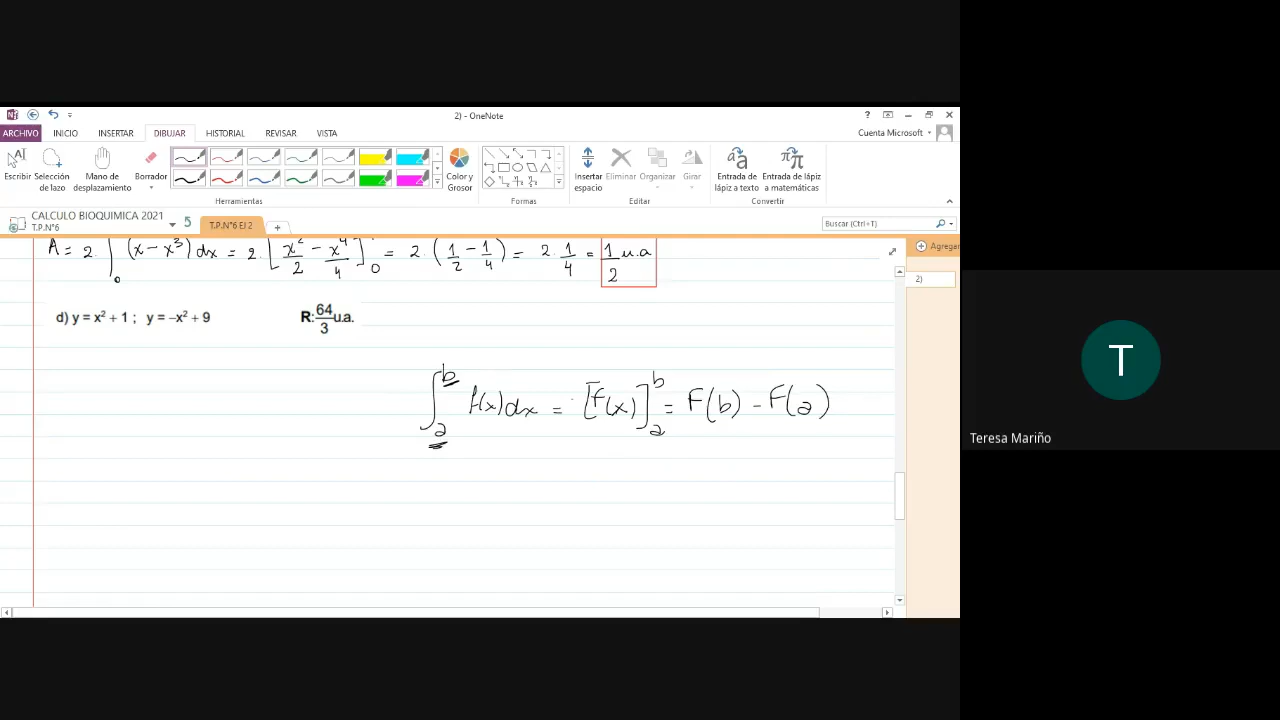 2) - OneNote
ARCHIVO INICIO INSERTAR DIBUJAR HISTORIAL REVISAR VISTA Cuenta Microsoft
Escribir Selección de lazo Mano de desplazamiento Borrador Color y Grosor Insertar espacio Eliminar Organizar Girar Entrada de lápiz a texto Entrada de lápiz a matemáticas
Herramientas Formas Editar Convertir
CALCULO BIOQUIMICA 2021
T.P.N°6
T.P.N°6 EJ 2
Buscar (Ctrl+T)
Agregar
2)
A = 2. ∫₀ (x - x³) dx = 2. [x²/2 - x⁴/4]₀¹ = 2. (1/2 - 1/4) = 2. 1/4 = 1/2 u.a
d) y = x² + 1 ; y = –x² + 9 R: 64/3 u.a.
∫ₐᵇ f(x) dx = [F(x)]ₐᵇ = F(b) - F(a)
T
Teresa Mariño